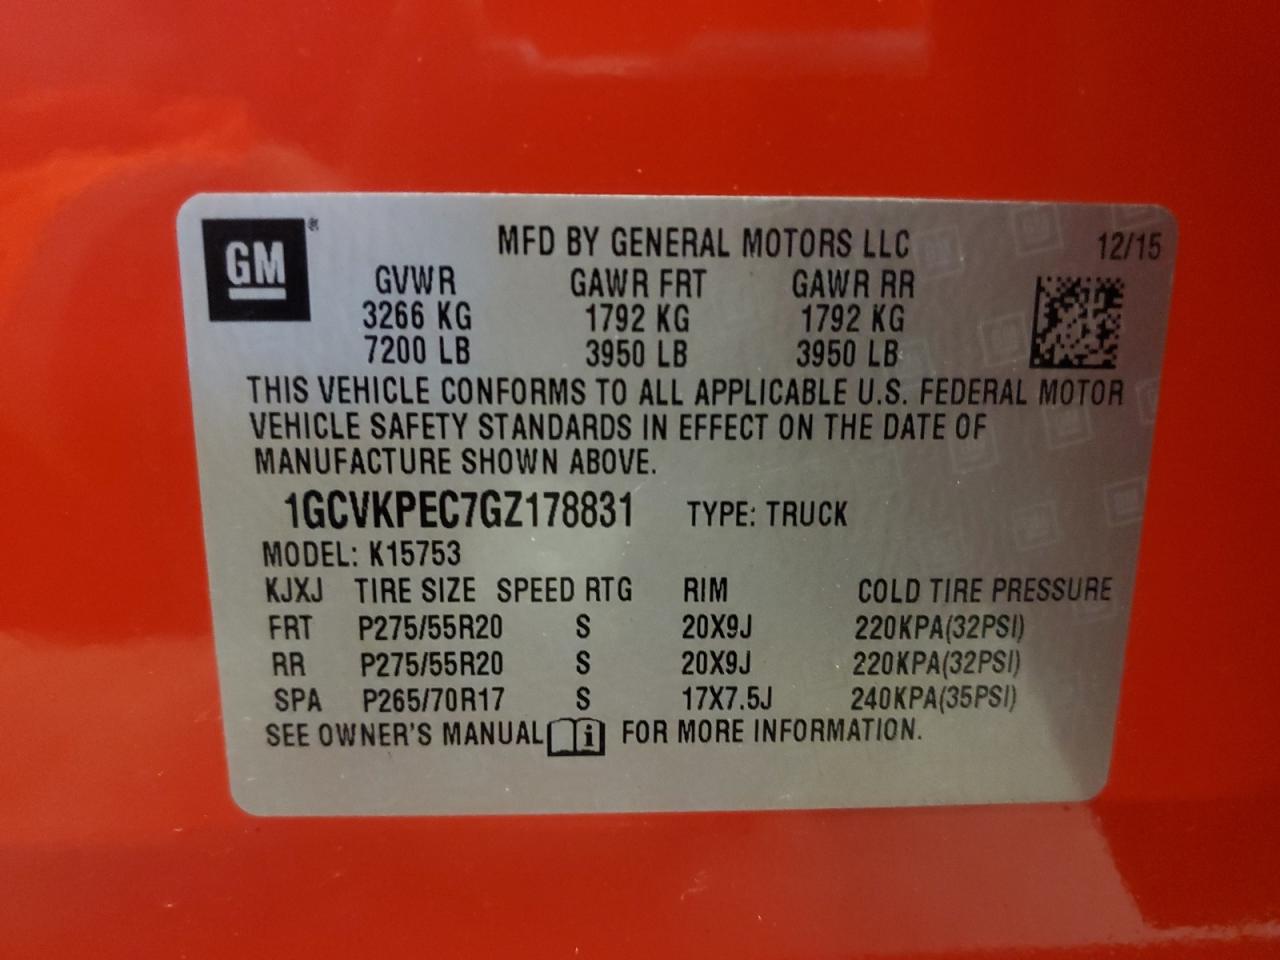 GM®
MFD BY GENERAL MOTORS LLC 12/15
GVWR GAWR FRT GAWR RR
3266 KG 1792 KG 1792 KG
7200 LB 3950 LB 3950 LB
THIS VEHICLE CONFORMS TO ALL APPLICABLE U.S. FEDERAL MOTOR
VEHICLE SAFETY STANDARDS IN EFFECT ON THE DATE OF
MANUFACTURE SHOWN ABOVE.
1GCVKPEC7GZ178831 TYPE: TRUCK
MODEL: K15753
KJXJ TIRE SIZE SPEED RTG RIM COLD TIRE PRESSURE
FRT P275/55R20 S 20X9J 220KPA(32PSI)
RR P275/55R20 S 20X9J 220KPA(32PSI)
SPA P265/70R17 S 17X7.5J 240KPA(35PSI)
SEE OWNER'S MANUAL i FOR MORE INFORMATION.